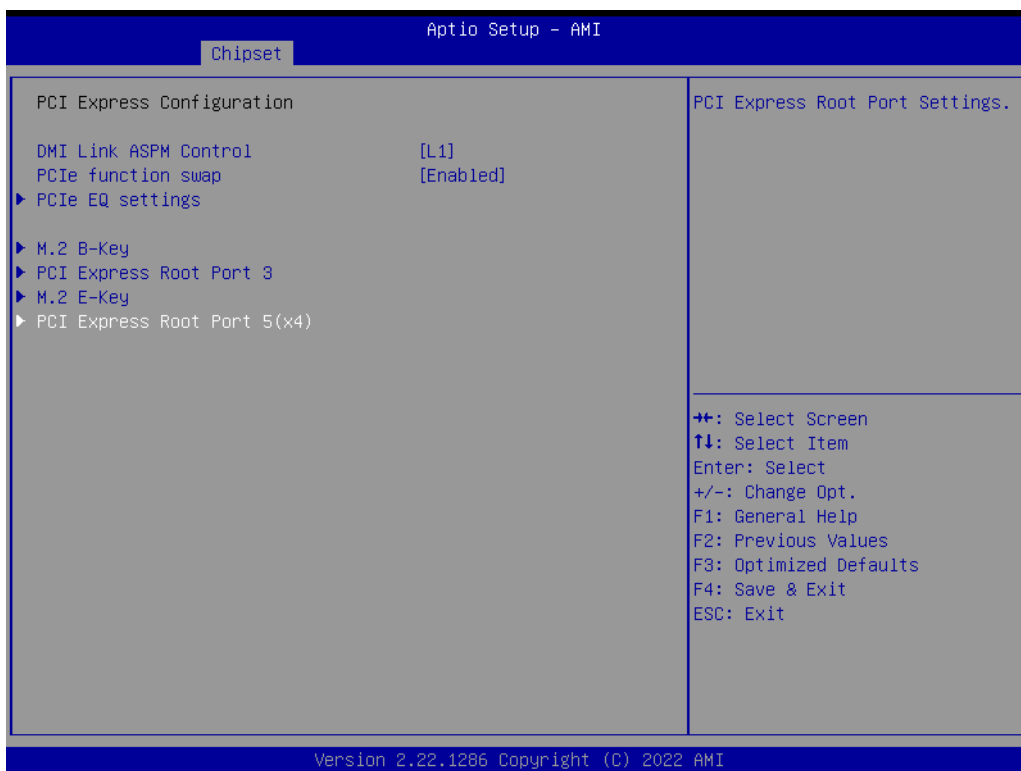 Aptio Setup – AMI
Chipset
PCI Express Configuration
DMI Link ASPM Control [L1]
PCIe function swap [Enabled]
▶ PCIe EQ settings
▶ M.2 B-Key
▶ PCI Express Root Port 3
▶ M.2 E-Key
▶ PCI Express Root Port 5(x4)
PCI Express Root Port Settings.
→←: Select Screen
↑↓: Select Item
Enter: Select
+/-: Change Opt.
F1: General Help
F2: Previous Values
F3: Optimized Defaults
F4: Save & Exit
ESC: Exit
Version 2.22.1286 Copyright (C) 2022 AMI